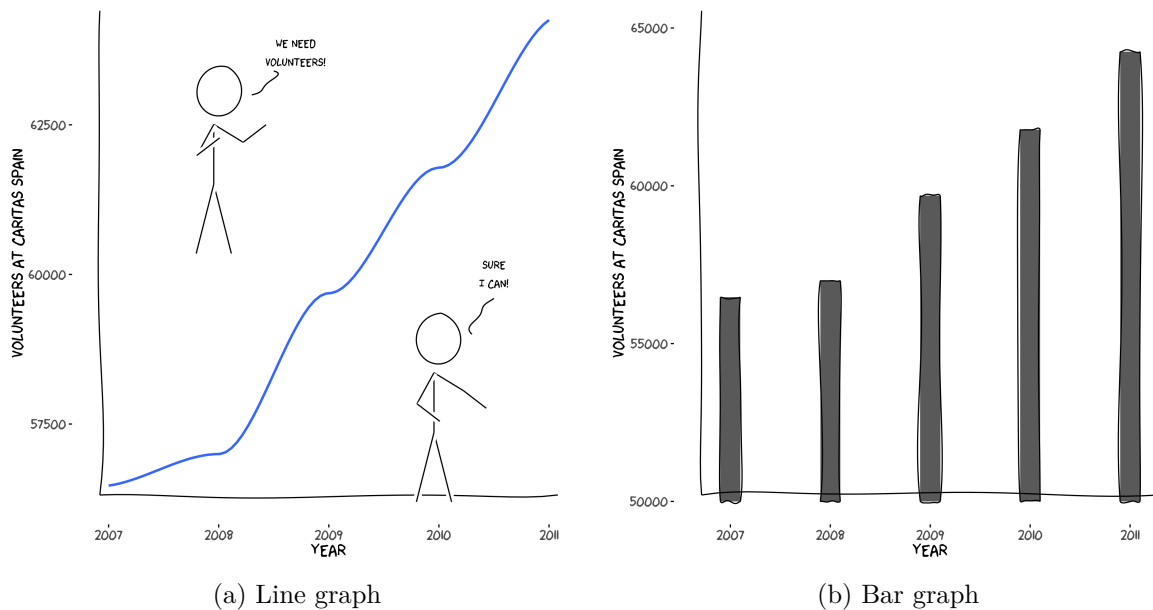 WE NEED
VOLUNTEERS!
SURE
I CAN!
62500
60000
57500
VOLUNTEERS AT CARITAS SPAIN
2007 2008 2009 2010 2011
YEAR
(a) Line graph
65000
60000
55000
50000
VOLUNTEERS AT CARITAS SPAIN
2007 2008 2009 2010 2011
YEAR
(b) Bar graph